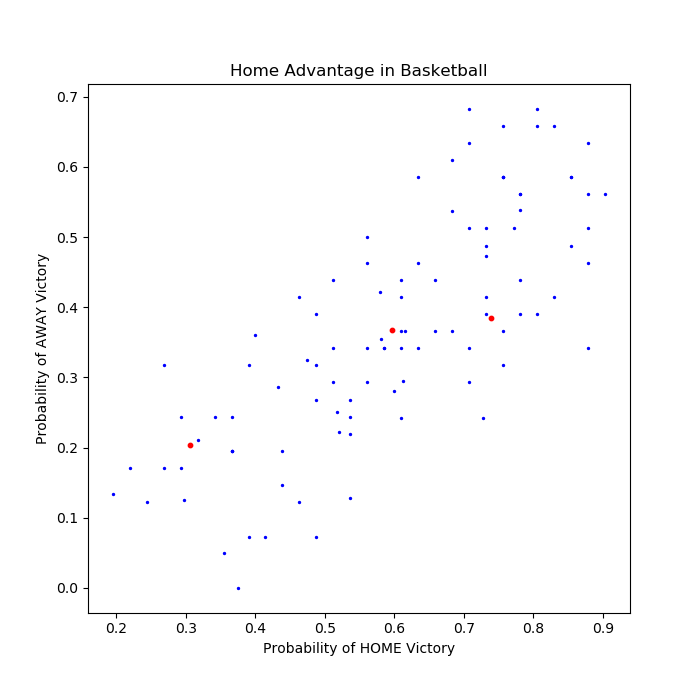 Home Advantage in Basketball
0.7
0.6
0.5
0.4
0.3
0.2
0.1
0.0
Probability of AWAY Victory
0.2 0.3 0.4 0.5 0.6 0.7 0.8 0.9
Probability of HOME Victory